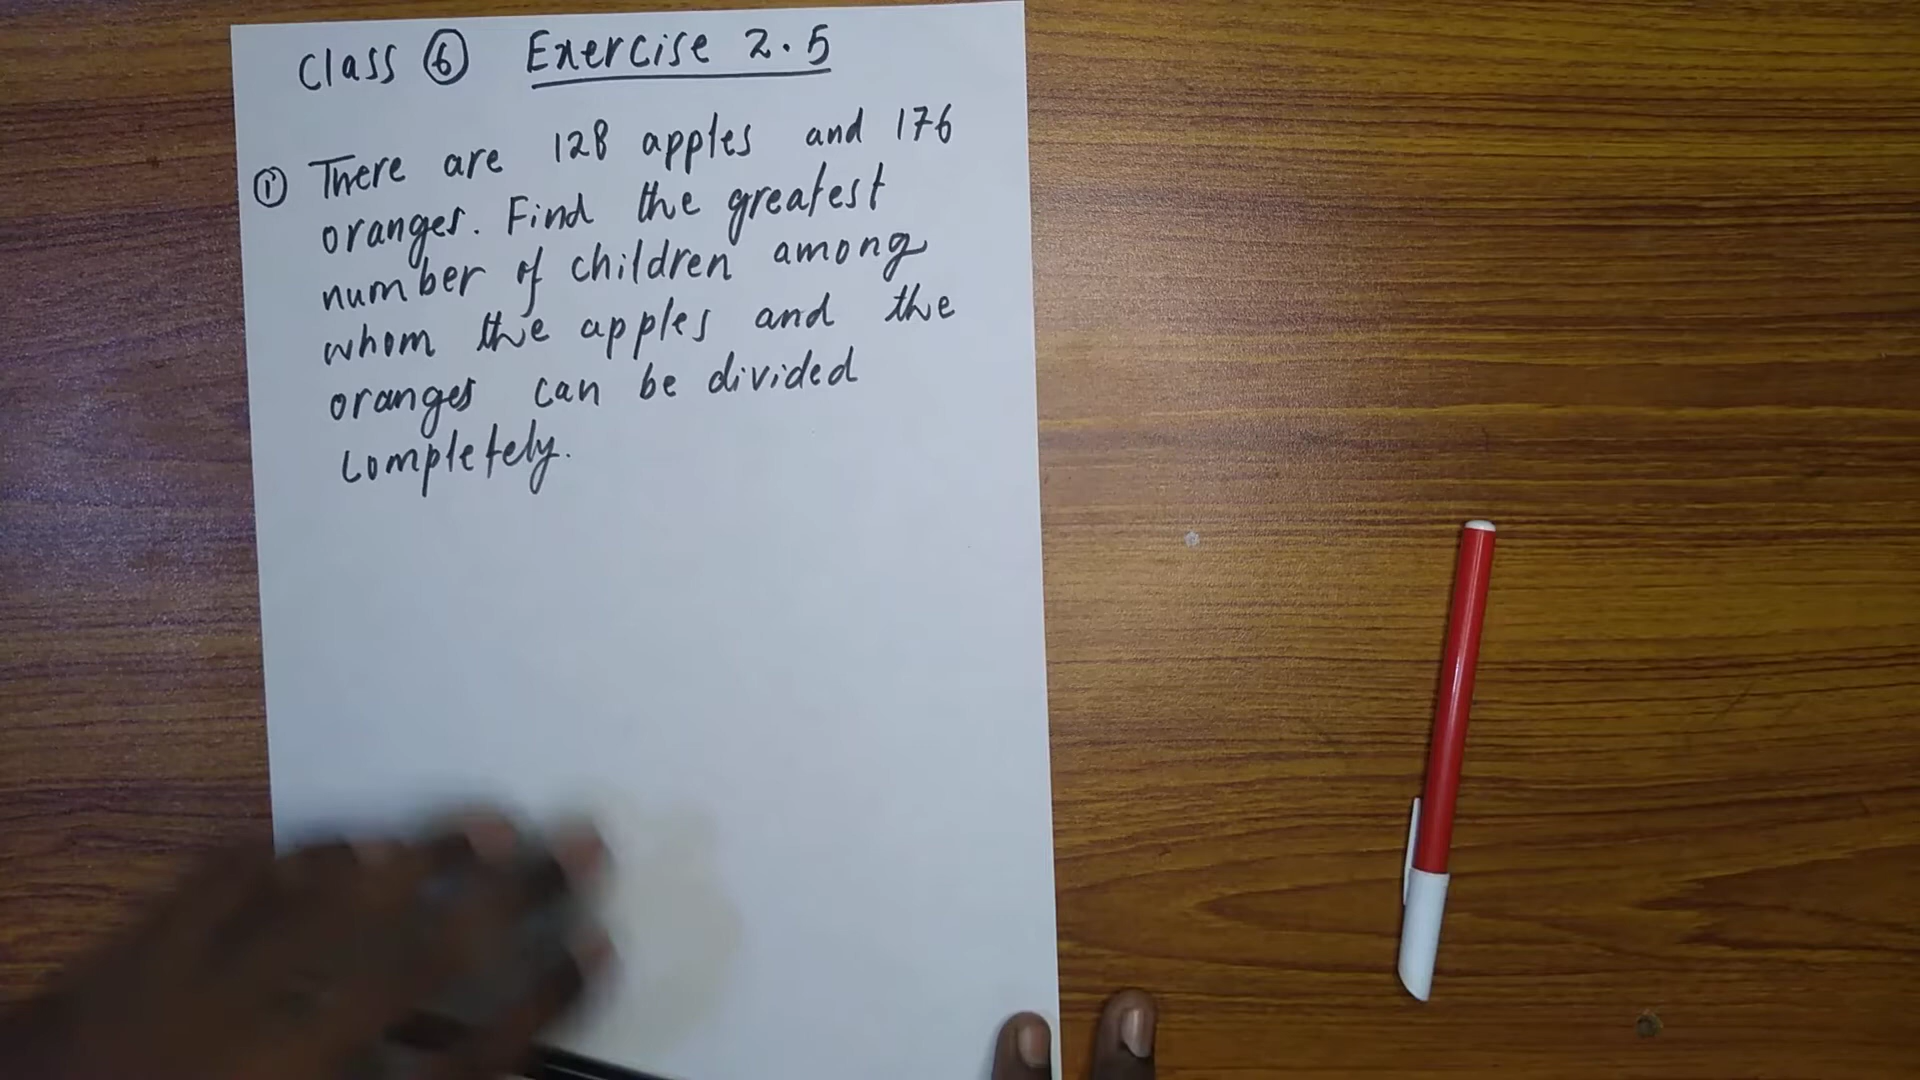 Class 6 Exercise 2.5
1 There are 128 apples and 176
oranges. Find the greatest
number of children among
whom the apples and the
oranges can be divided
completely.